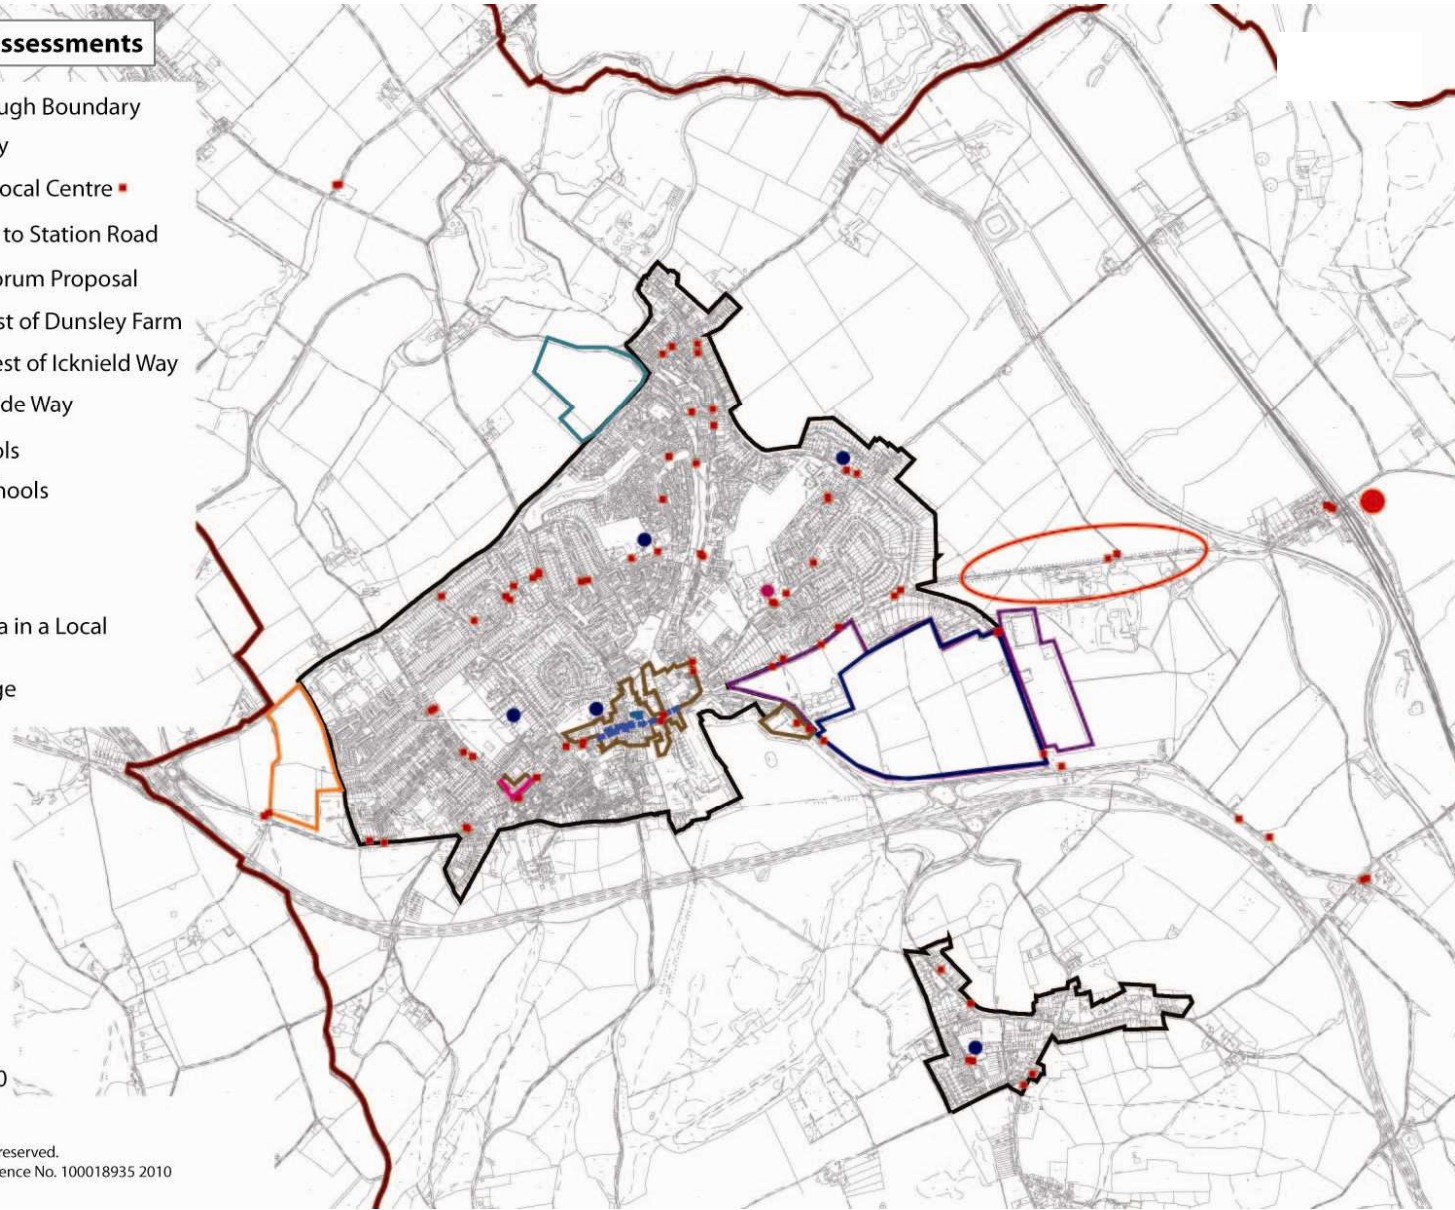 ssessments
ugh Boundary
y
ocal Centre
to Station Road
orum Proposal
st of Dunsley Farm
est of Icknield Way
de Way
ols
hools
a in a Local
ge
0
reserved.
ence No. 100018935 2010